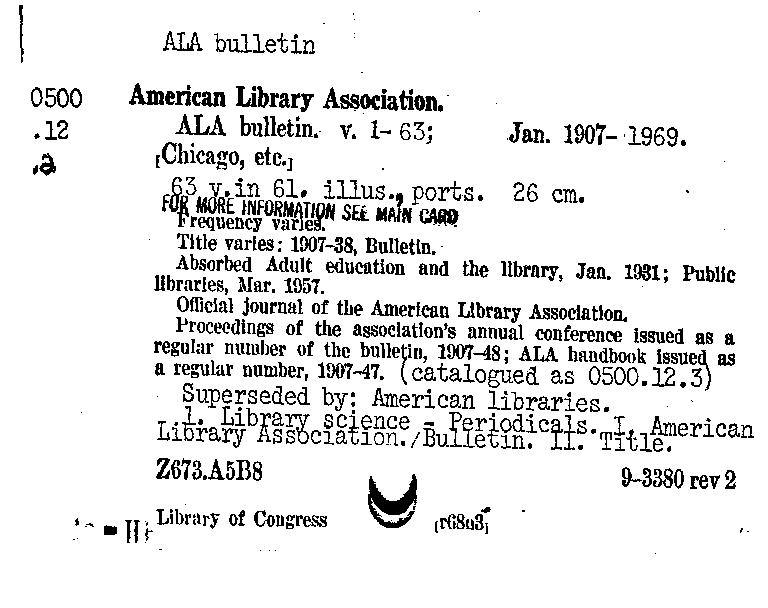 ALA bulletin
0500 American Library Association.
.12 ALA bulletin. v. 1-63; Jan. 1907-1969.
.a [Chicago, etc.]
63 v. in 61. illus., ports. 26 cm.
FOR MORE INFORMATION SEE MAIN CARD
Frequency varies.
Title varies: 1907-38, Bulletin.
Absorbed Adult education and the library, Jan. 1931; Public
libraries, Mar. 1957.
Official journal of the American Library Association.
Proceedings of the association's annual conference issued as a
regular number of the bulletin, 1907-48; ALA handbook issued as
a regular number, 1907-47. (catalogued as 0500.12.3)
Superseded by: American libraries.
1. Library science - Periodicals. I. American
Library Association./Bulletin. II. Title.
Z673.A5B8 9-3380 rev 2
Library of Congress